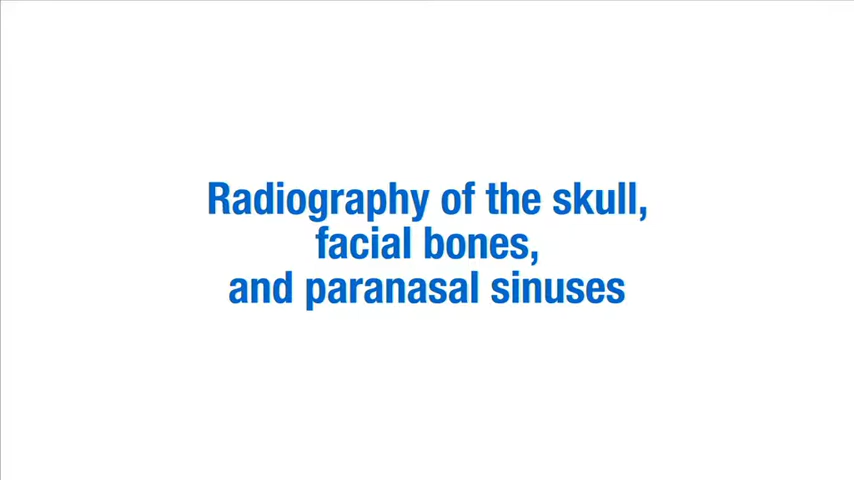 Radiography of the skull,
facial bones,
and paranasal sinuses